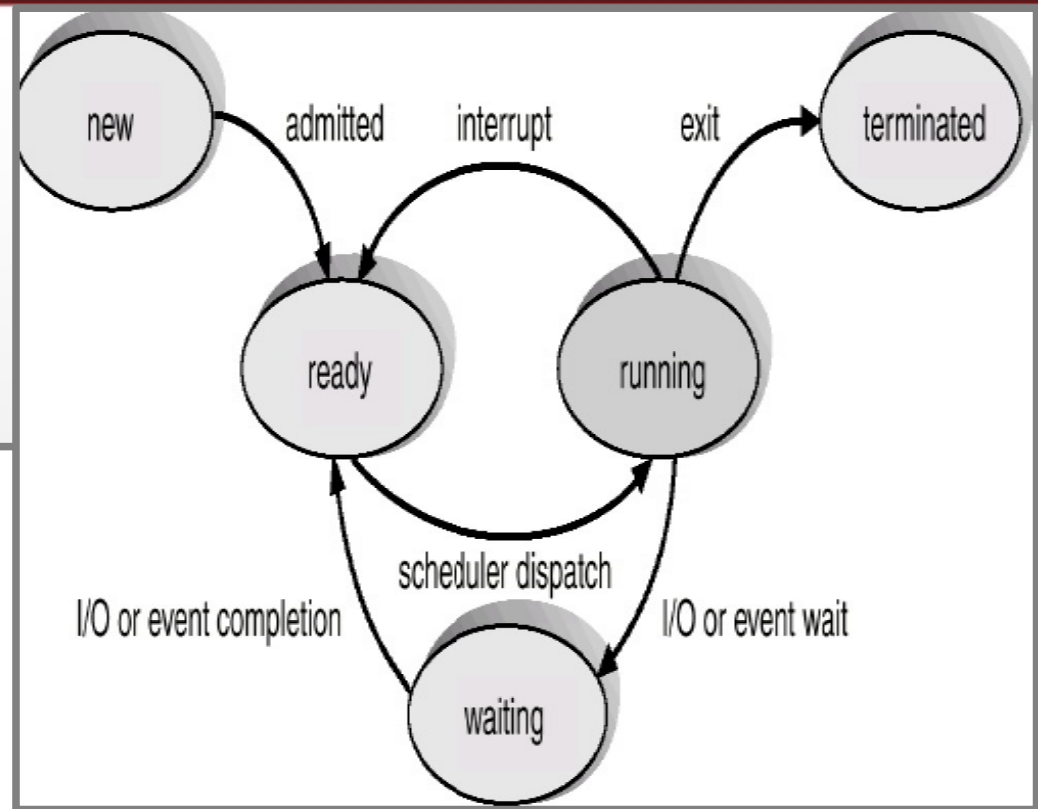 new
admitted
interrupt
exit
terminated
ready
running
scheduler dispatch
I/O or event completion
I/O or event wait
waiting